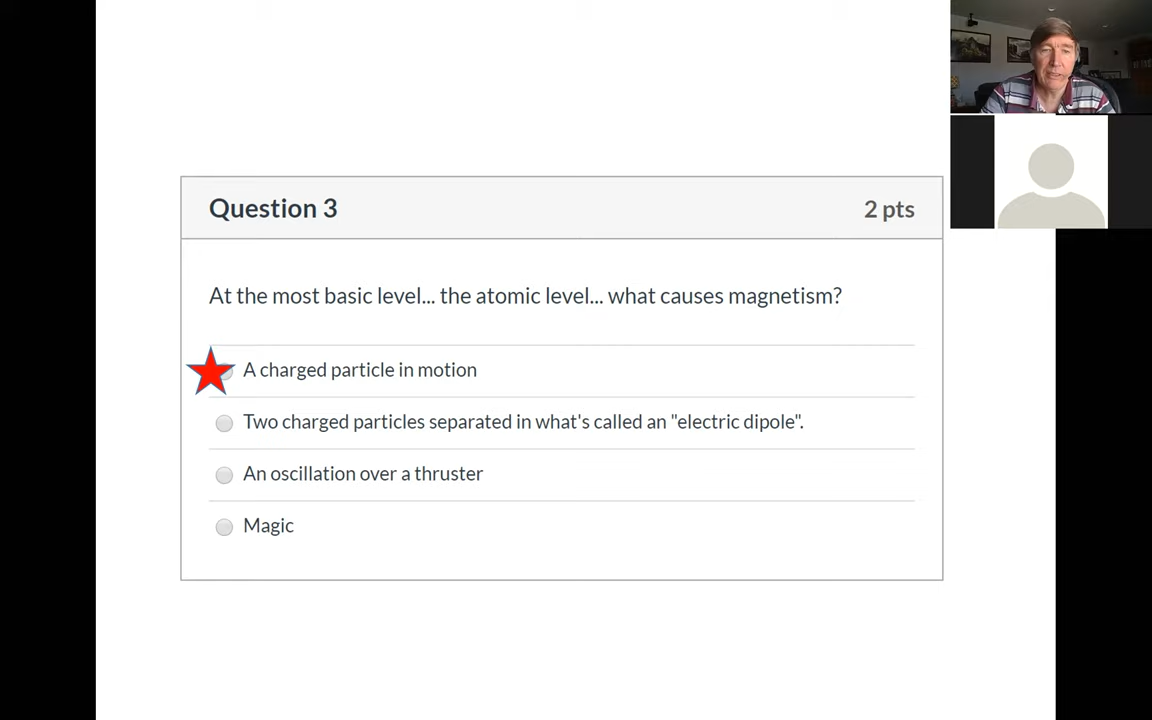 Question 3
2 pts
At the most basic level... the atomic level... what causes magnetism?
A charged particle in motion
Two charged particles separated in what's called an "electric dipole".
An oscillation over a thruster
Magic